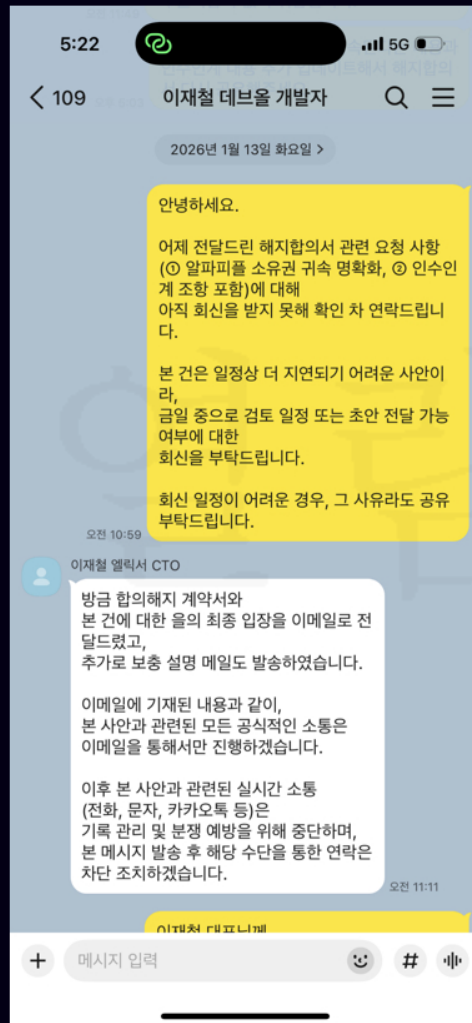 5:22
5G
109
이재철 데브올 개발자
2026년 1월 13일 화요일 >
안녕하세요.
어제 전달드린 해지합의서 관련 요청 사항
(① 알파피플 소유권 귀속 명확화, ② 인수인
계 조항 포함)에 대해
아직 회신을 받지 못해 확인 차 연락드립니
다.
본 건은 일정상 더 지연되기 어려운 사안이
라,
금일 중으로 검토 일정 또는 초안 전달 가능
여부에 대한
회신을 부탁드립니다.
회신 일정이 어려운 경우, 그 사유라도 공유
부탁드립니다.
오전 10:59
이재철 엘릭서 CTO
방금 합의해지 계약서와
본 건에 대한 을의 최종 입장을 이메일로 전
달드렸고,
추가로 보충 설명 메일도 발송하였습니다.
이메일에 기재된 내용과 같이,
본 사안과 관련된 모든 공식적인 소통은
이메일을 통해서만 진행하겠습니다.
이후 본 사안과 관련된 실시간 소통
(전화, 문자, 카카오톡 등)은
기록 관리 및 분쟁 예방을 위해 중단하며,
본 메시지 발송 후 해당 수단을 통한 연락은
차단 조치하겠습니다.
오전 11:11
이재철 대표님께
메시지 입력
#